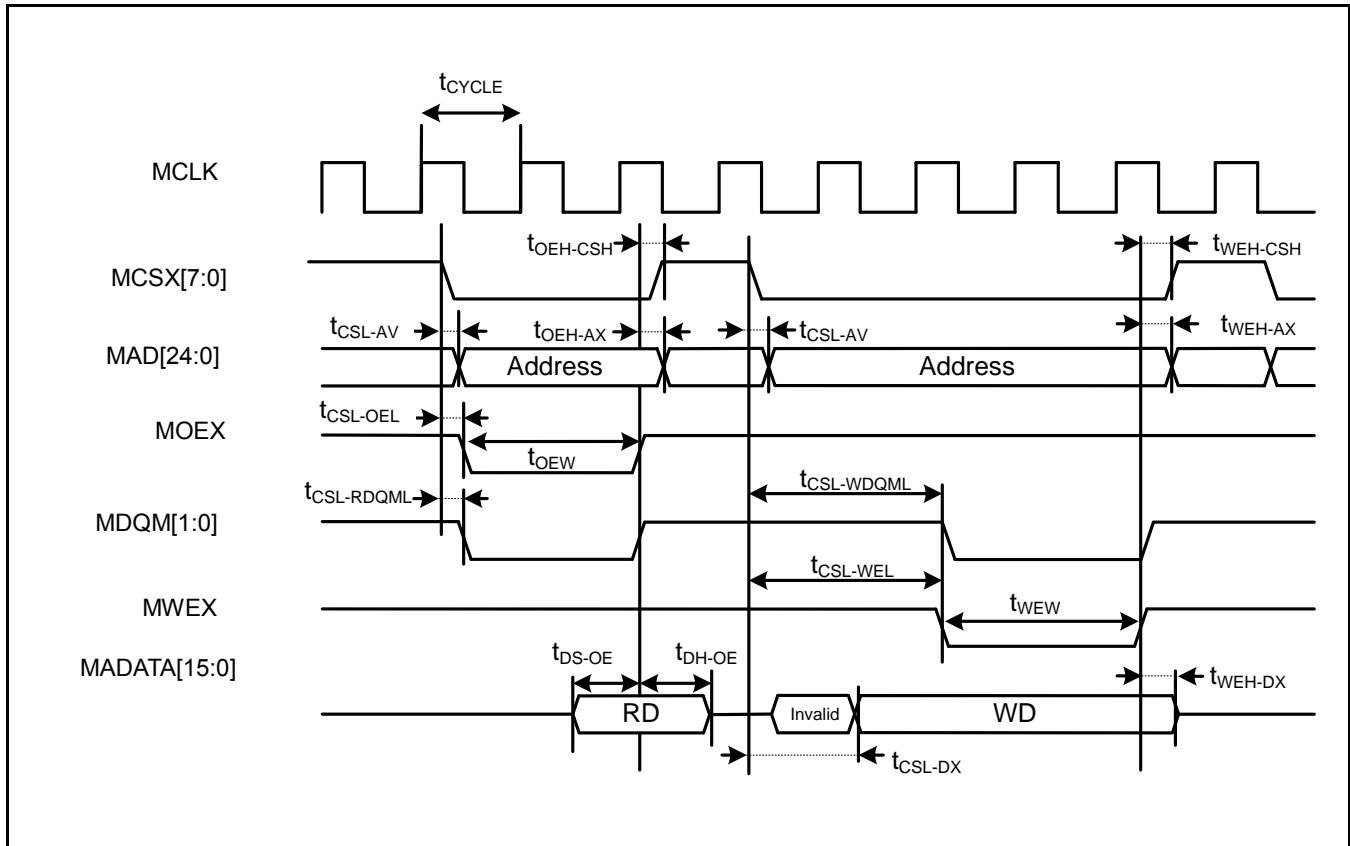 tCYCLE
MCLK
tOEH-CSH
tWEH-CSH
MCSX[7:0]
tCSL-AV
tOEH-AX
tCSL-AV
tWEH-AX
MAD[24:0]
Address
Address
tCSL-OEL
MOEX
tOEW
tCSL-WDQML
tCSL-RDQML
MDQM[1:0]
tCSL-WEL
MWEX
tWEW
tDS-OE
tDH-OE
MADATA[15:0]
tWEH-DX
RD
Invalid
WD
tCSL-DX